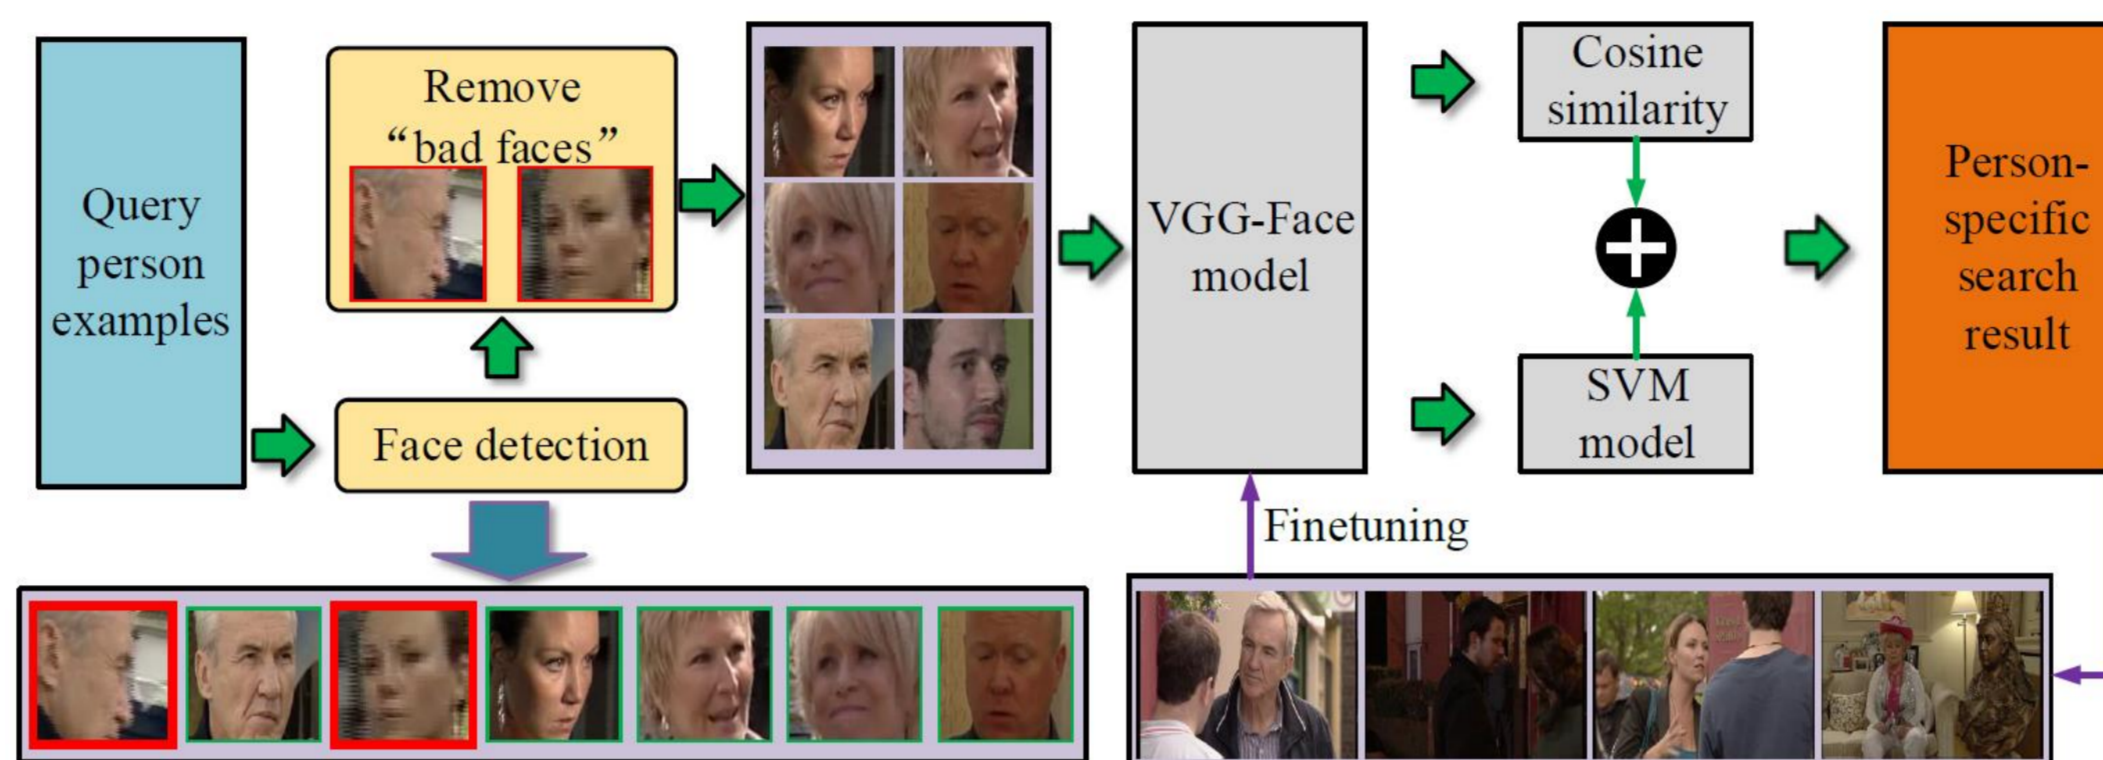 Query
person
examples
Remove
“bad faces”
Face detection
VGG-Face
model
Cosine
similarity
SVM
model
Person-
specific
search
result
Finetuning